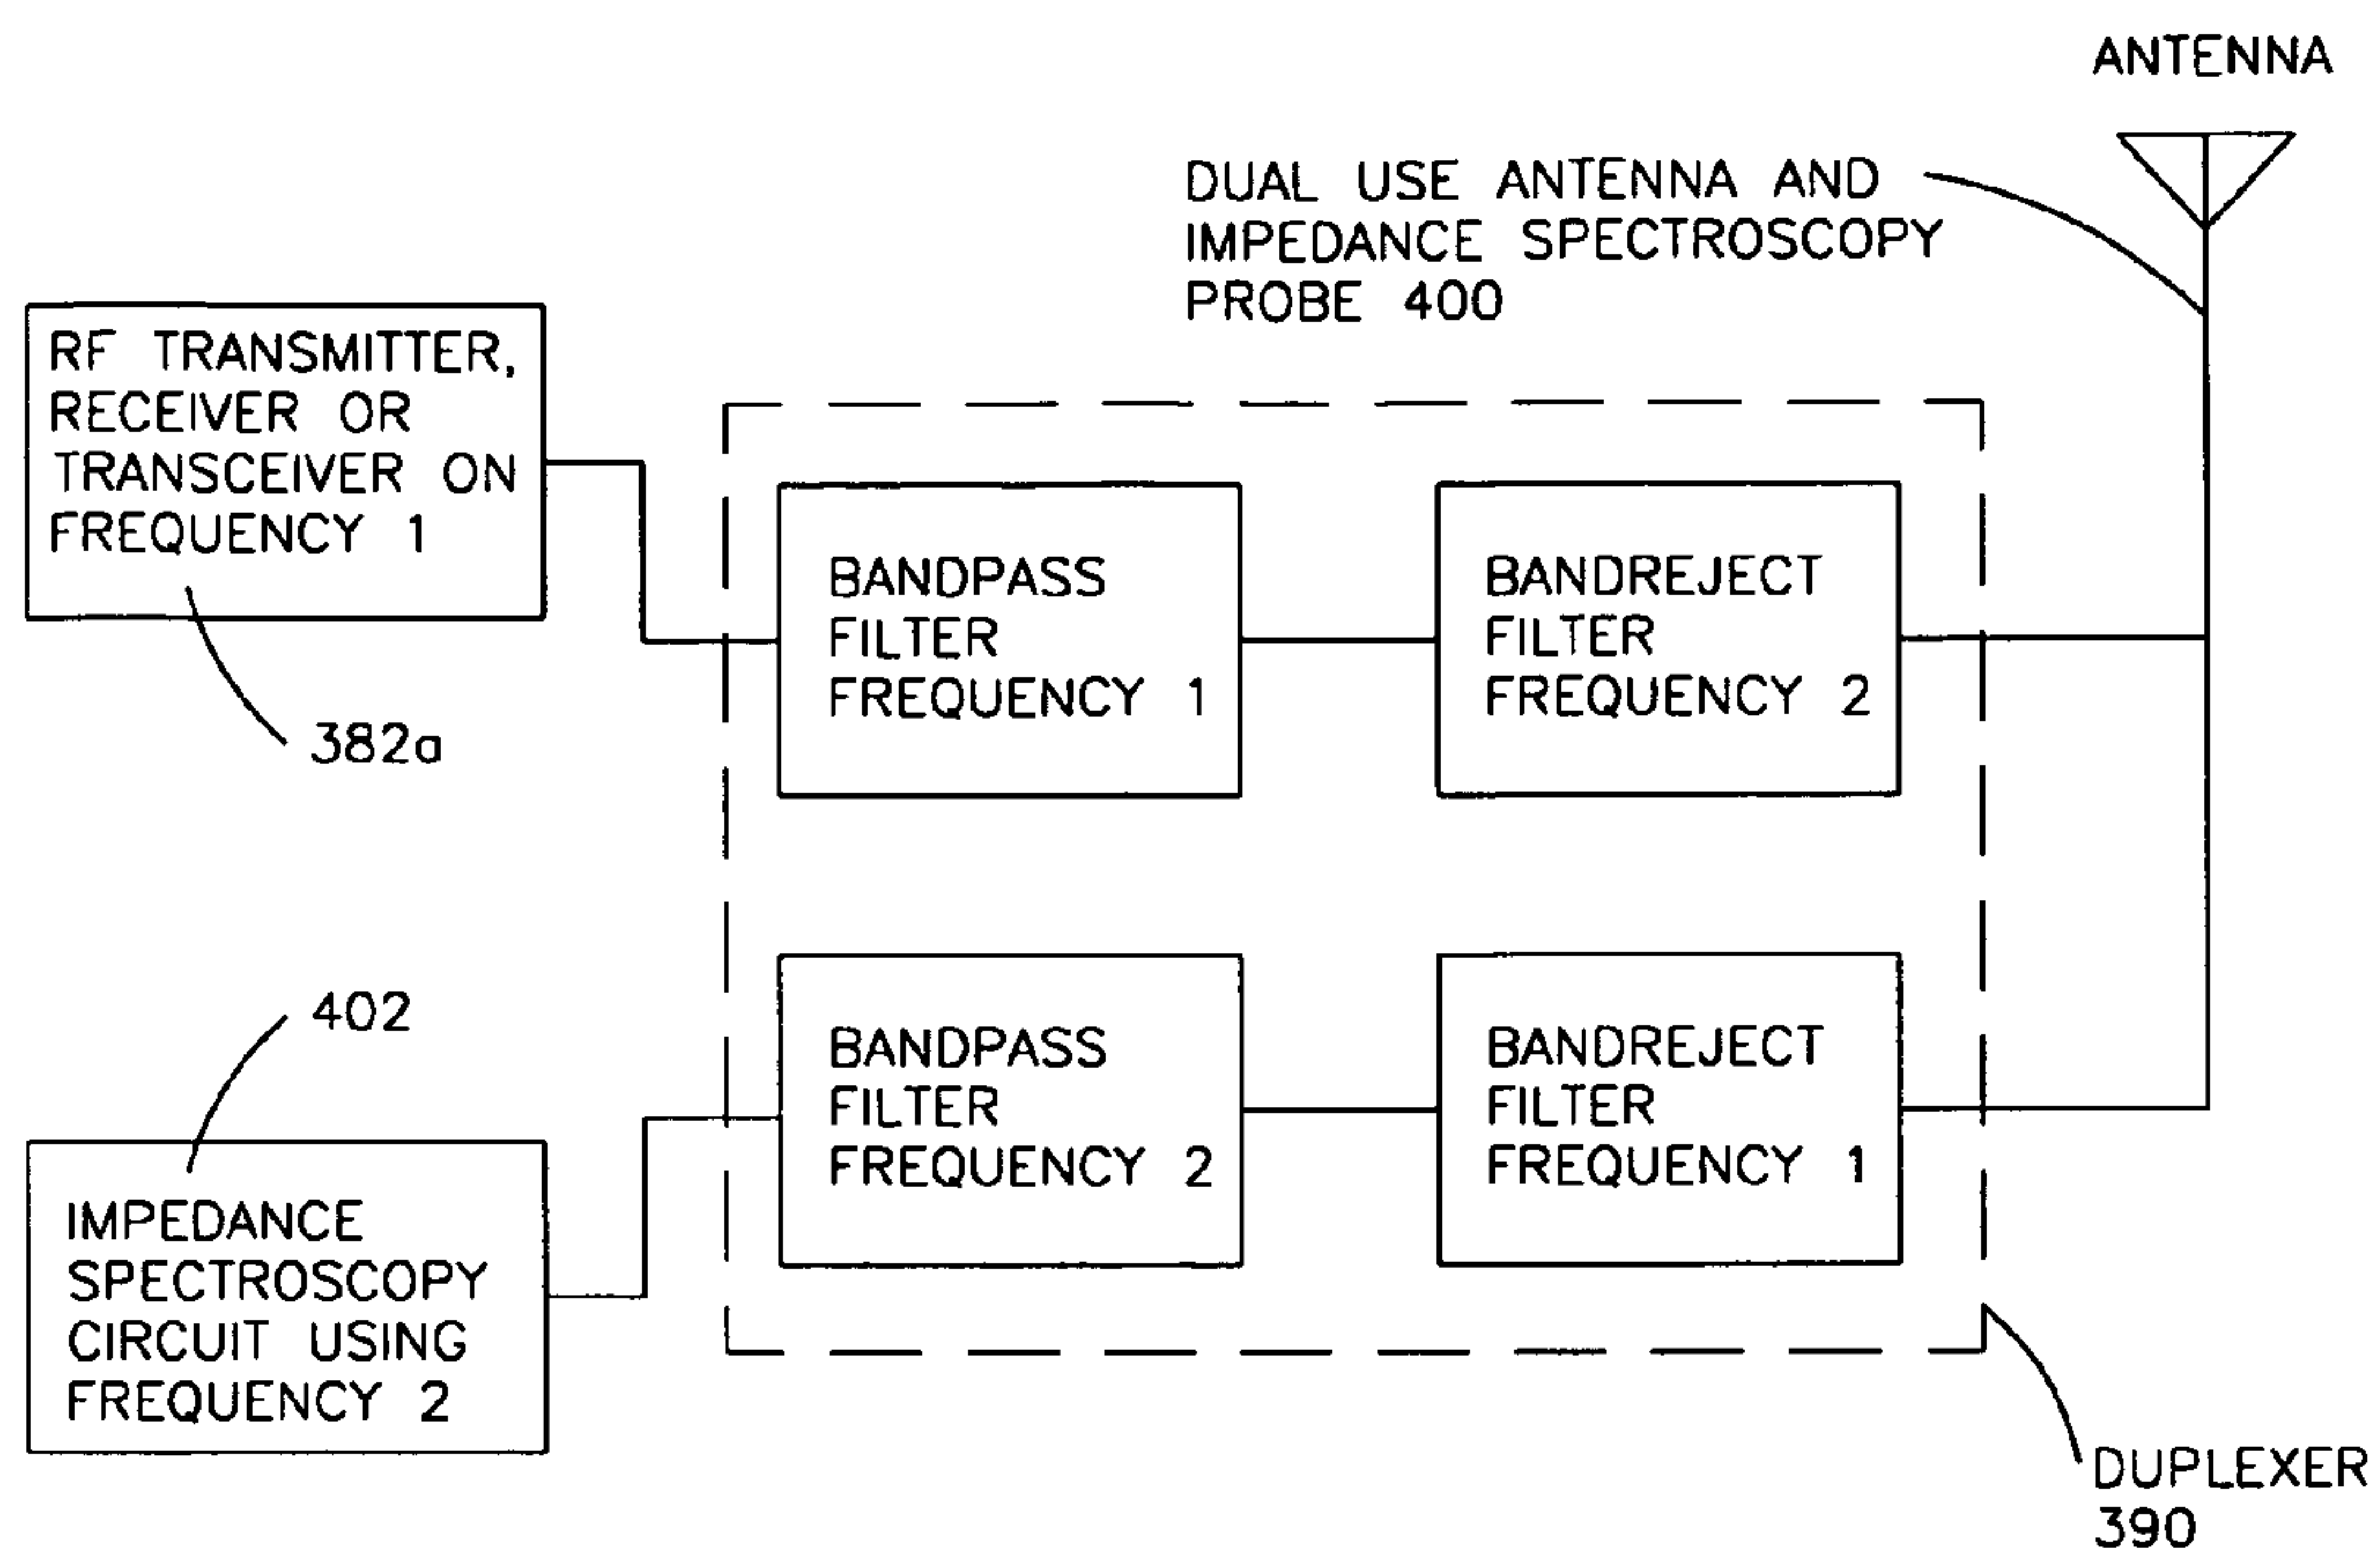 ANTENNA
DUAL USE ANTENNA AND
IMPEDANCE SPECTROSCOPY
PROBE 400
RF TRANSMITTER,
RECEIVER OR
TRANSCEIVER ON
FREQUENCY 1
382a
BANDPASS
FILTER
FREQUENCY 1
BANDREJECT
FILTER
FREQUENCY 2
402
IMPEDANCE
SPECTROSCOPY
CIRCUIT USING
FREQUENCY 2
BANDPASS
FILTER
FREQUENCY 2
BANDREJECT
FILTER
FREQUENCY 1
DUPLEXER
390